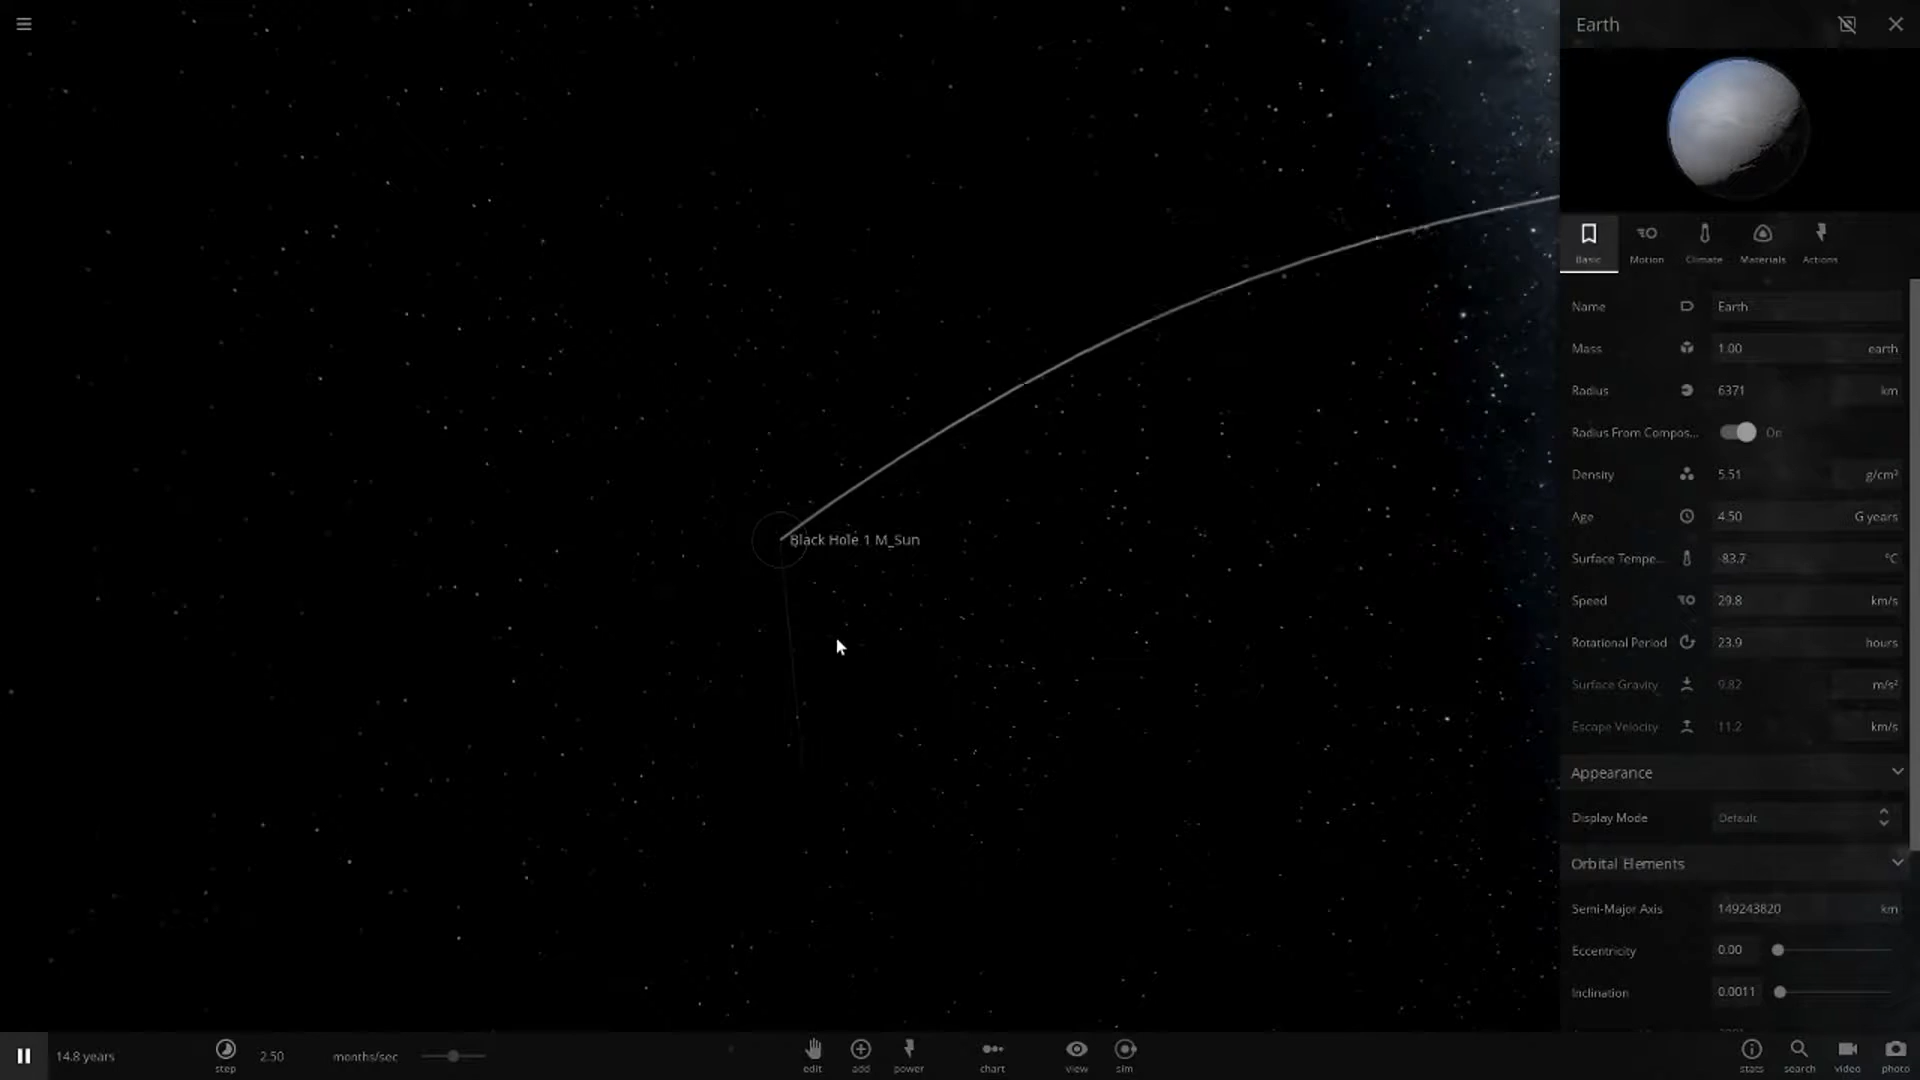 Earth
Basic Motion Climate Materials Actions
Name Earth
Mass 1.00 earth
Radius 6371 km
Radius From Compos... On
Density 5.51 g/cm³
Age 4.50 G years
Surface Tempe... -83.7 °C
Speed 29.8 km/s
Rotational Period 23.9 hours
Surface Gravity 9.82 m/s²
Escape Velocity 11.2 km/s
Appearance
Display Mode Default
Orbital Elements
Semi-Major Axis 149243820 km
Eccentricity 0.00
Inclination 0.0011
Black Hole 1 M_Sun
14.8 years step 2.50 months/sec edit add power chart view sim stats search video photo